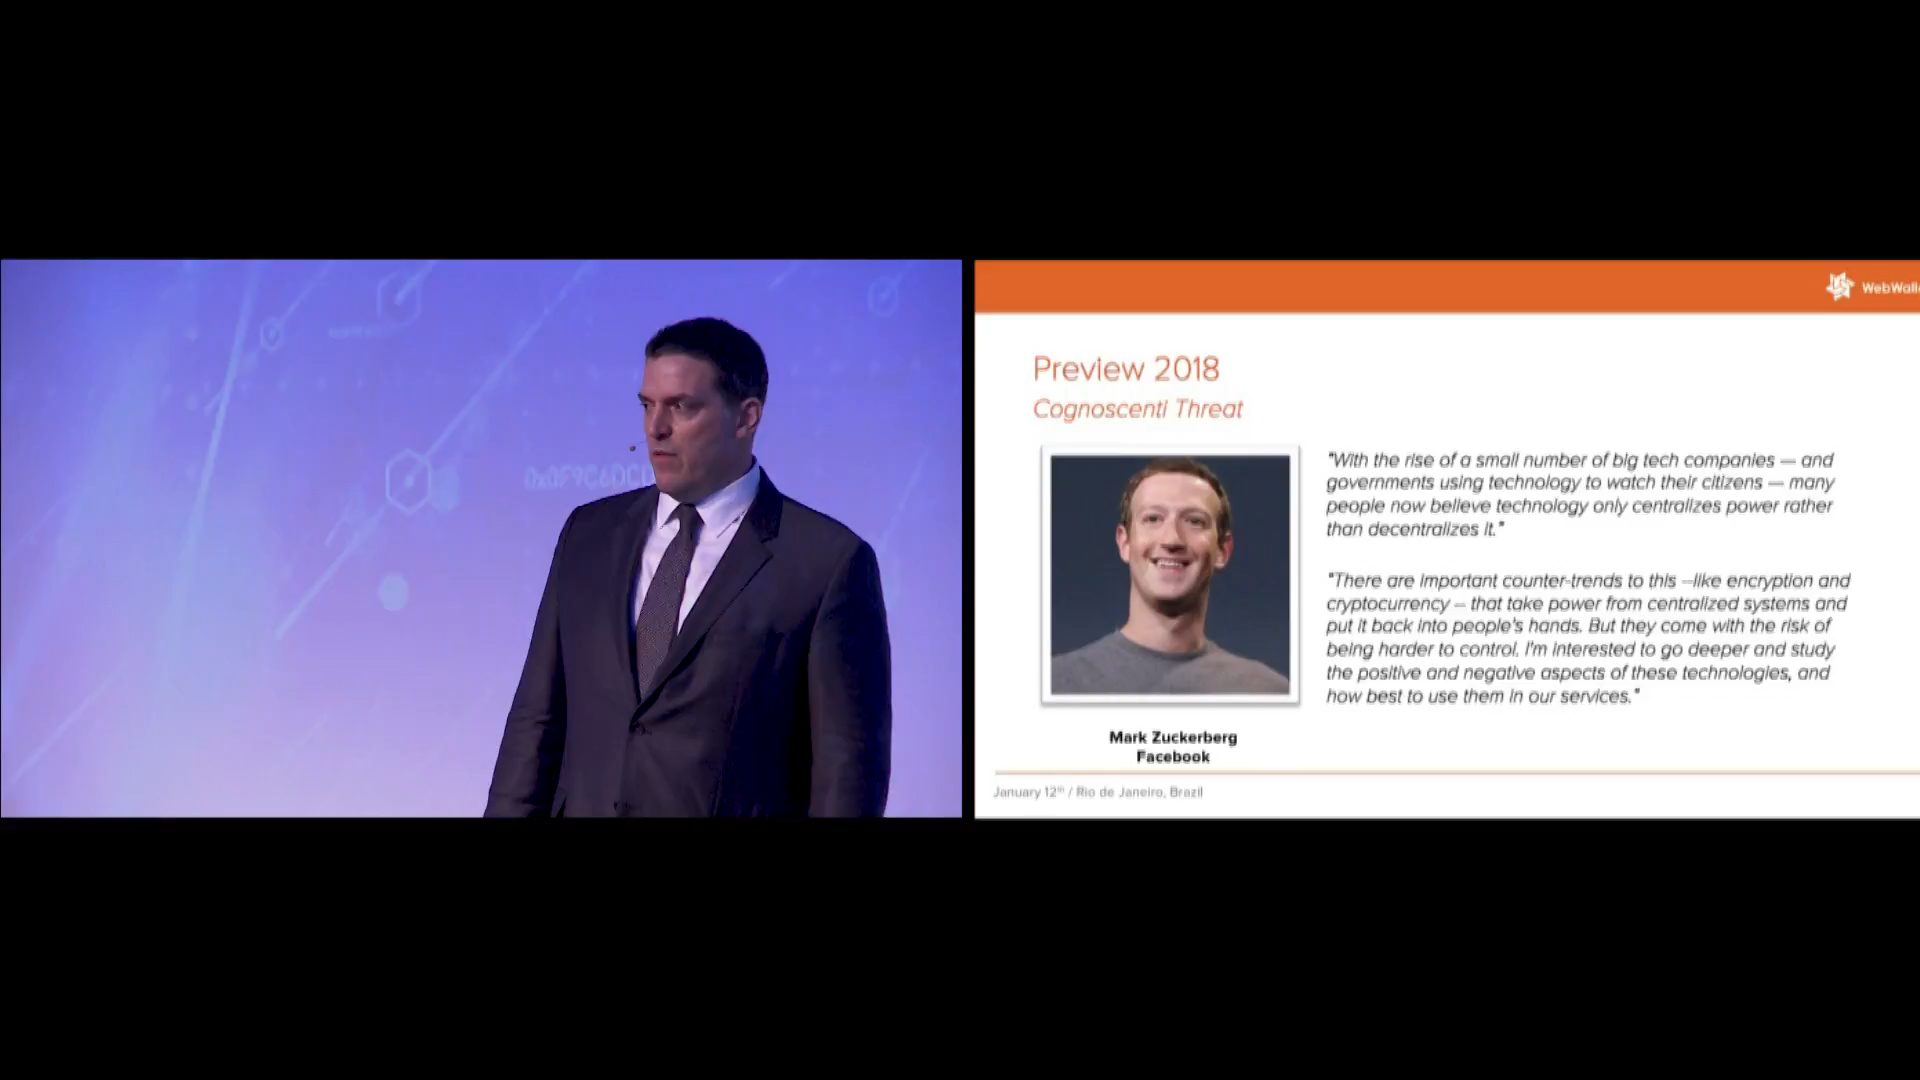 0x0F9C6DC
WebWall
Preview 2018
Cognoscenti Threat
"With the rise of a small number of big tech companies — and
governments using technology to watch their citizens — many
people now believe technology only centralizes power rather
than decentralizes it."
"There are important counter-trends to this –like encryption and
cryptocurrency – that take power from centralized systems and
put it back into people's hands. But they come with the risk of
being harder to control. I'm interested to go deeper and study
the positive and negative aspects of these technologies, and
how best to use them in our services."
Mark Zuckerberg
Facebook
January 12th / Rio de Janeiro, Brazil